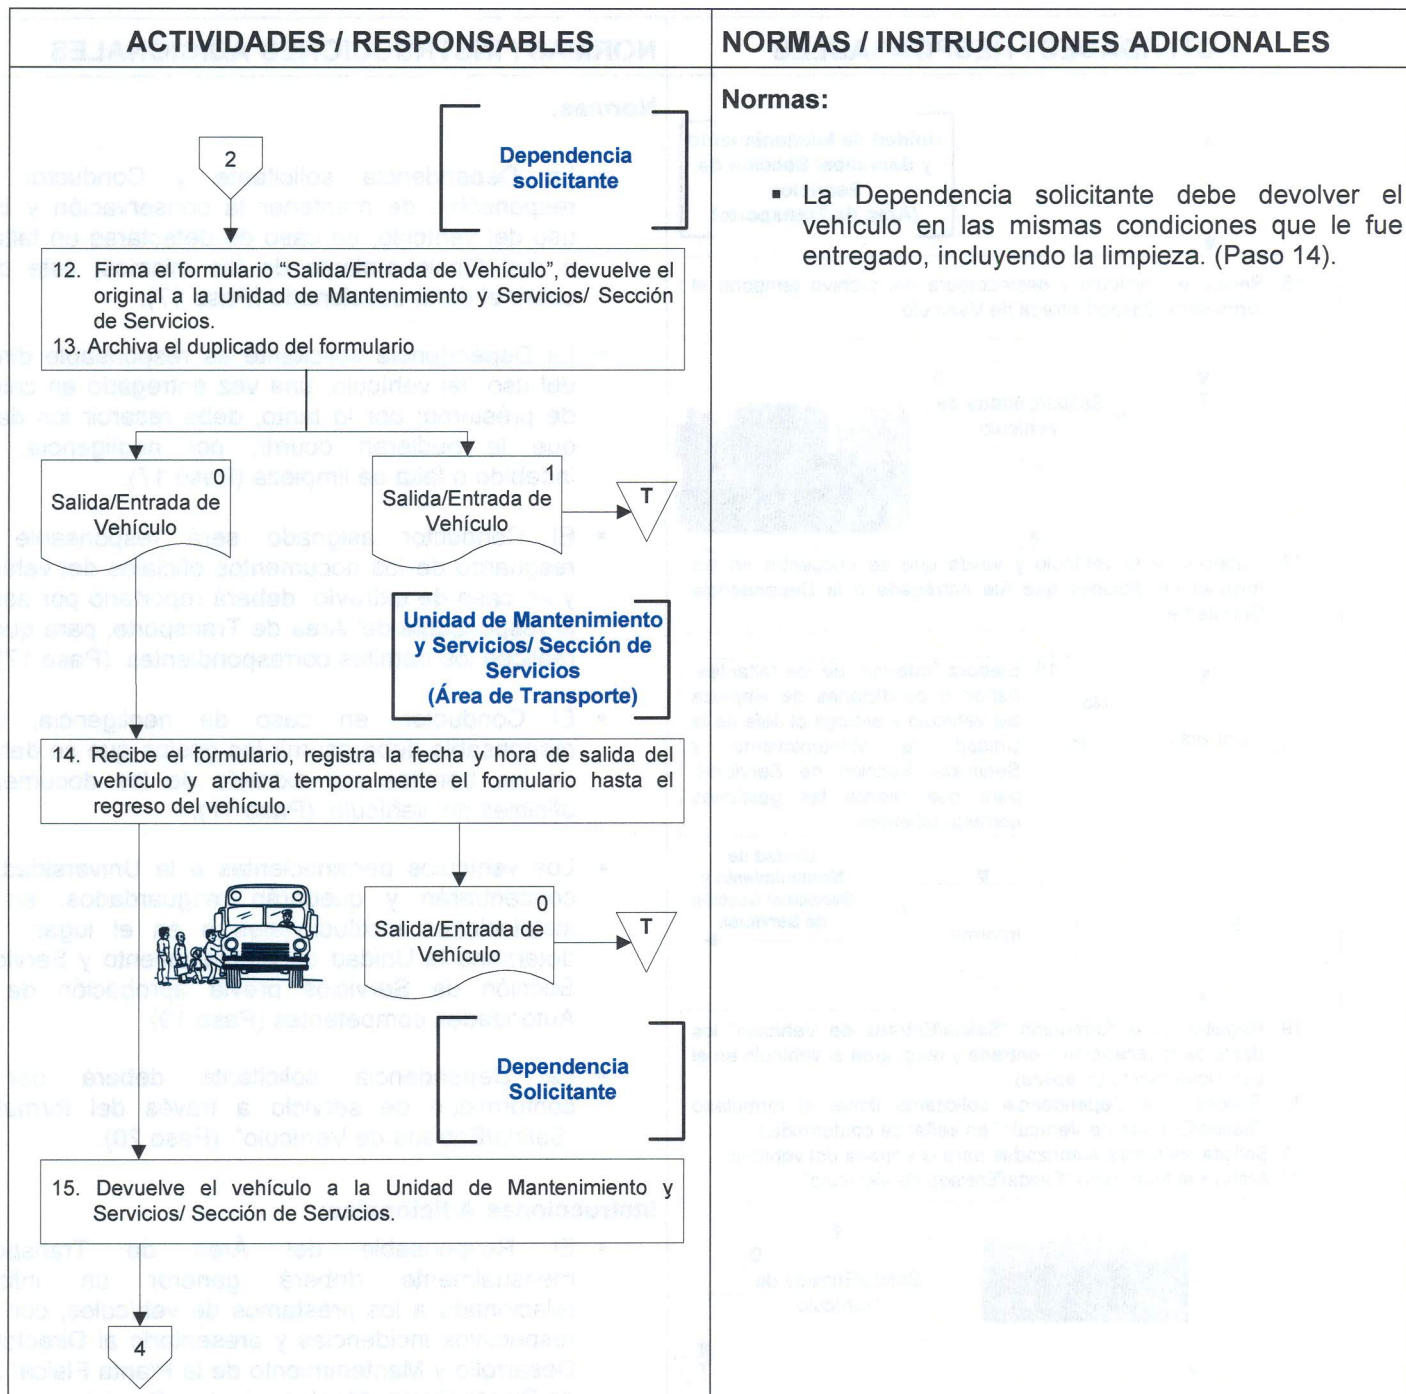 ACTIVIDADES / RESPONSABLES
NORMAS / INSTRUCCIONES ADICIONALES
2
Dependencia
solicitante
12. Firma el formulario “Salida/Entrada de Vehículo”, devuelve el
original a la Unidad de Mantenimiento y Servicios/ Sección
de Servicios.
13. Archiva el duplicado del formulario
0
Salida/Entrada de
Vehículo
1
Salida/Entrada de
Vehículo
T
Unidad de Mantenimiento
y Servicios/ Sección de
Servicios
(Área de Transporte)
14. Recibe el formulario, registra la fecha y hora de salida del
vehículo y archiva temporalmente el formulario hasta el
regreso del vehículo.
0
Salida/Entrada de
Vehículo
T
Dependencia
Solicitante
15. Devuelve el vehículo a la Unidad de Mantenimiento y
Servicios/ Sección de Servicios.
4
Normas:
▪ La Dependencia solicitante debe devolver el
vehículo en las mismas condiciones que le fue
entregado, incluyendo la limpieza. (Paso 14).